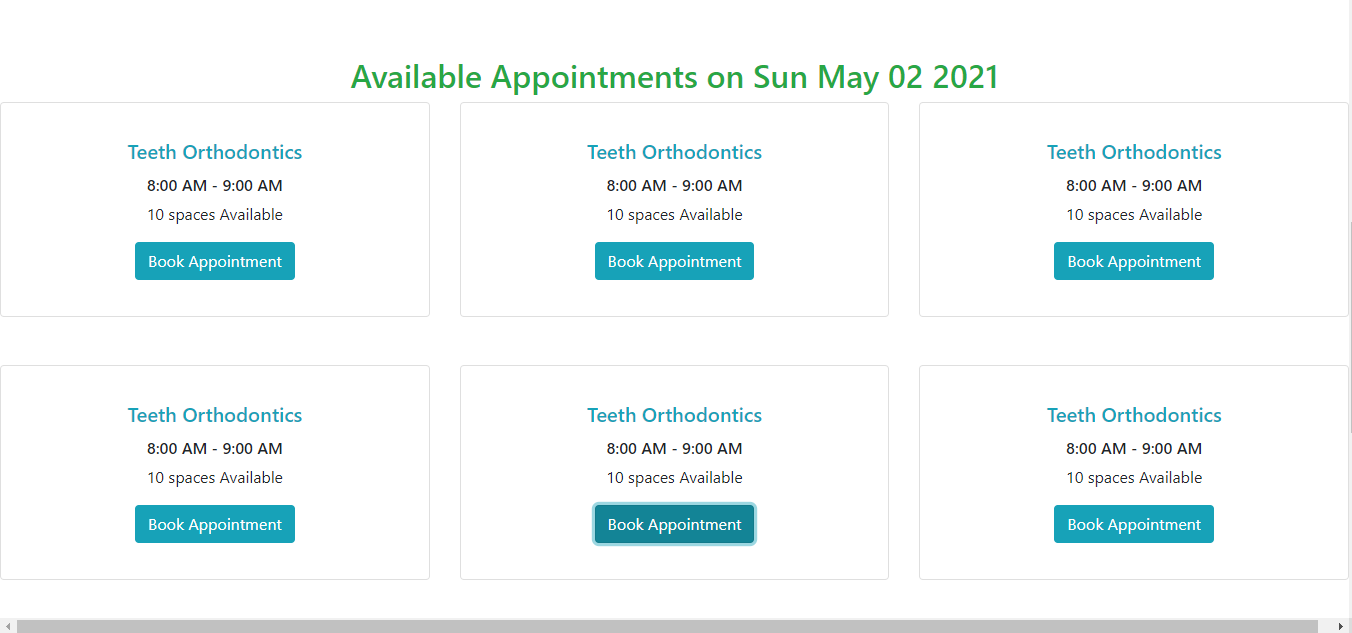 Available Appointments on Sun May 02 2021
Teeth Orthodontics
8:00 AM - 9:00 AM
10 spaces Available
Book Appointment
Teeth Orthodontics
8:00 AM - 9:00 AM
10 spaces Available
Book Appointment
Teeth Orthodontics
8:00 AM - 9:00 AM
10 spaces Available
Book Appointment
Teeth Orthodontics
8:00 AM - 9:00 AM
10 spaces Available
Book Appointment
Teeth Orthodontics
8:00 AM - 9:00 AM
10 spaces Available
Book Appointment
Teeth Orthodontics
8:00 AM - 9:00 AM
10 spaces Available
Book Appointment